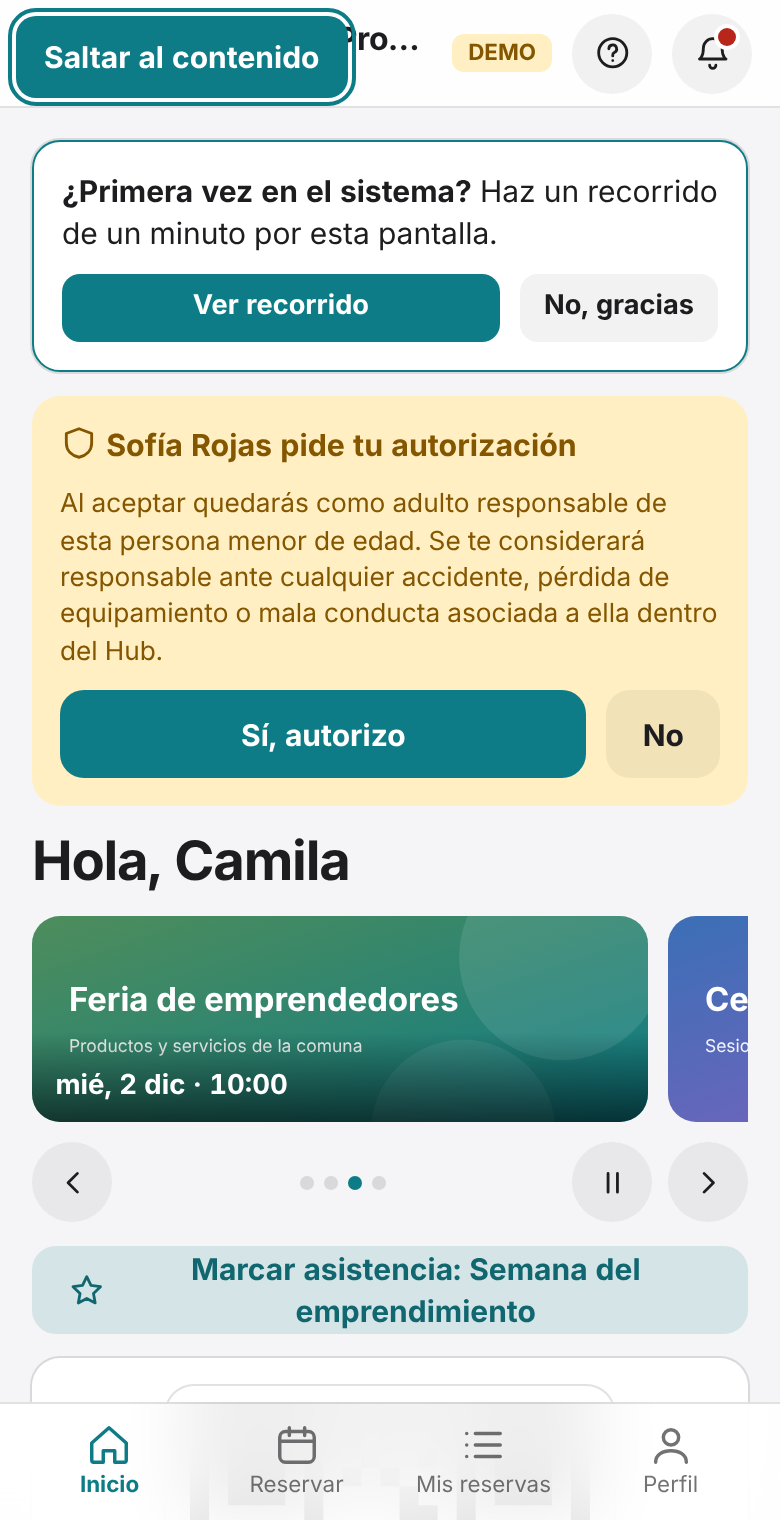 Saltar al contenido
DEMO
¿Primera vez en el sistema? Haz un recorrido
de un minuto por esta pantalla.
Ver recorrido
No, gracias
Sofía Rojas pide tu autorización
Al aceptar quedarás como adulto responsable de
esta persona menor de edad. Se te considerará
responsable ante cualquier accidente, pérdida de
equipamiento o mala conducta asociada a ella dentro
del Hub.
Sí, autorizo
No
Hola, Camila
Feria de emprendedores
Productos y servicios de la comuna
mié, 2 dic · 10:00
Marcar asistencia: Semana del
emprendimiento
Inicio
Reservar
Mis reservas
Perfil